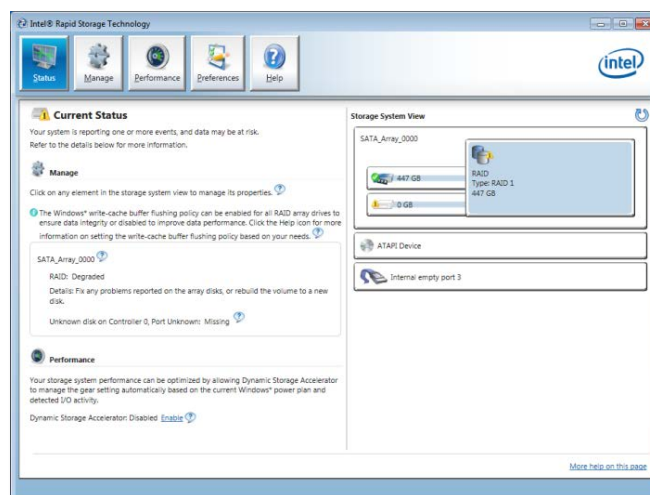 Intel® Rapid Storage Technology
Status
Manage
Performance
Preferences
Help
intel
Current Status
Your system is reporting one or more events, and data may be at risk.
Refer to the details below for more information.
Manage
Click on any element in the storage system view to manage its properties.
The Windows* write-cache buffer flushing policy can be enabled for all RAID array drives to
ensure data integrity or disabled to improve data performance. Click the Help icon for more
information on setting the write-cache buffer flushing policy based on your needs.
SATA_Array_0000
RAID: Degraded
Details: Fix any problems reported on the array disks, or rebuild the volume to a new
disk.
Unknown disk on Controller 0, Port Unknown: Missing
Performance
Your storage system performance can be optimized by allowing Dynamic Storage Accelerator
to manage the gear setting automatically based on the current Windows* power plan and
detected I/O activity.
Dynamic Storage Accelerator: Disabled Enable
Storage System View
SATA_Array_0000
447 GB
0 GB
RAID
Type: RAID 1
447 GB
ATAPI Device
Internal empty port 3
More help on this page